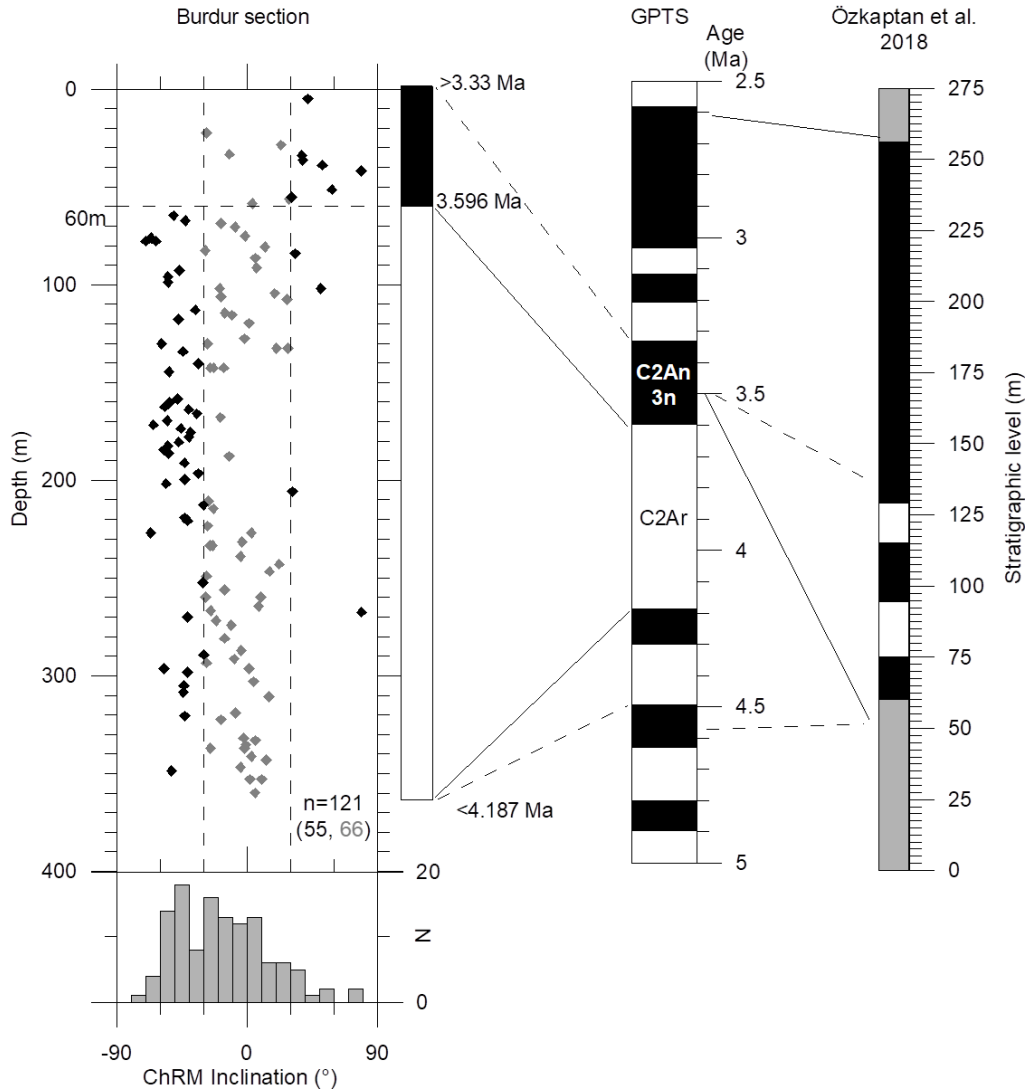 Burdur section
GPTS
Age
(Ma)
Özkaptan et al.
2018
0
60m
100
200
300
400
Depth (m)
>3.33 Ma
3.596 Ma
<4.187 Ma
n=121
(55, 66)
20
N
0
-90
0
90
ChRM Inclination (°)
C2An
3n
C2Ar
2.5
3
3.5
4
4.5
5
275
250
225
200
175
150
125
100
75
50
25
0
Stratigraphic level (m)